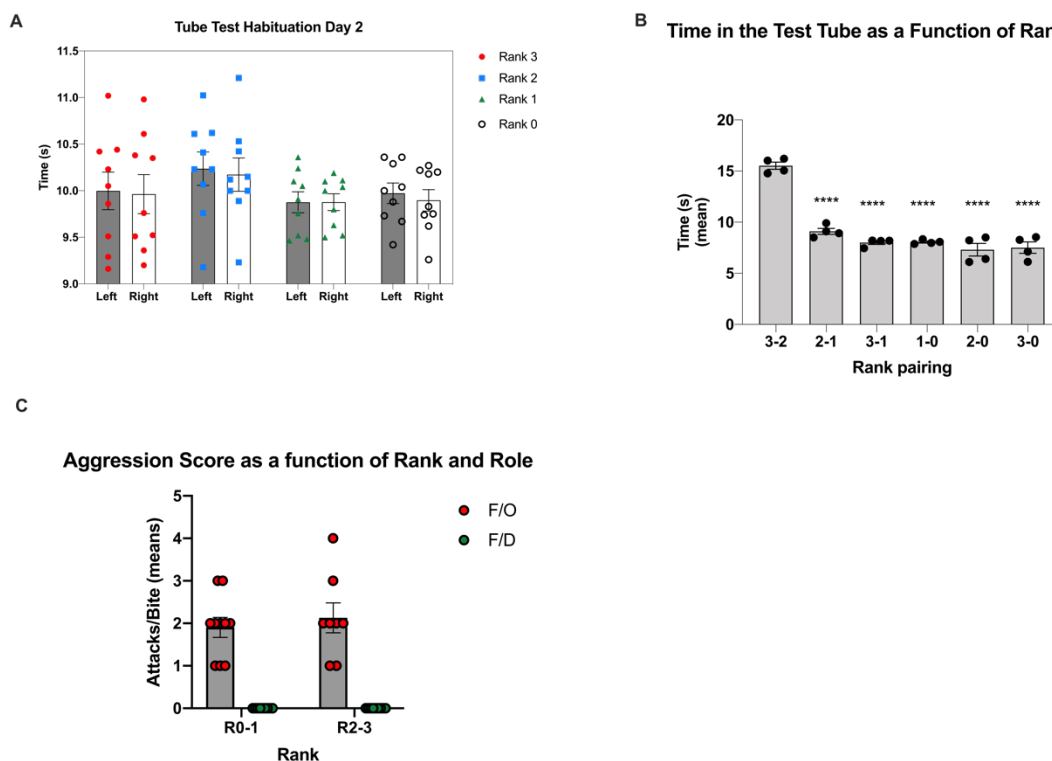 A
Tube Test Habituation Day 2
Time (s)
11.5
11.0
10.5
10.0
9.5
9.0
Left Right Left Right Left Right Left Right
Rank 3
Rank 2
Rank 1
Rank 0
B
Time in the Test Tube as a Function of Ran
Time (s)
(mean)
20
15
10
5
0
**** **** **** **** ****
3-2 2-1 3-1 1-0 2-0 3-0
Rank pairing
C
Aggression Score as a function of Rank and Role
Attacks/Bite (means)
5
4
3
2
1
0
R0-1 R2-3
Rank
F/O
F/D